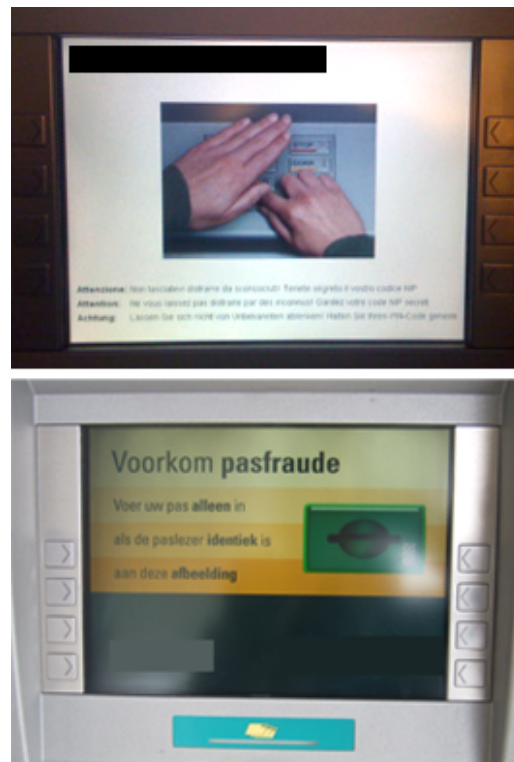 STOP
Attenzione: Non lasciatevi distrarre da sconosciuti! Tenete segreto il vostro codice NIP
Attention: Ne vous laissez pas distraire par des inconnus! Gardez votre code NIP secret
Achtung: Lassen Sie sich nicht von Unbekannten ablenken! Halten Sie Ihren PIN-Code geheim
Voorkom pasfraude
Voer uw pas alleen in
als de paslezer identiek is
aan deze afbeelding